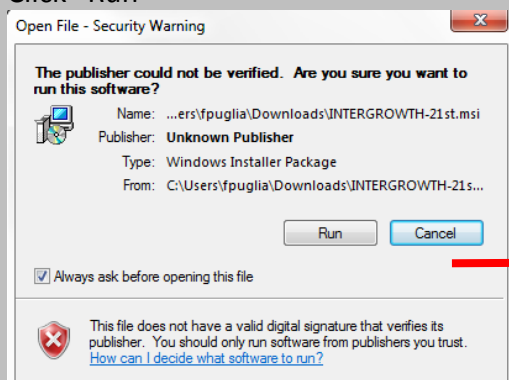 Click "Run"
Open File - Security Warning
The publisher could not be verified. Are you sure you want to
run this software?
Name: ...ers\fpuglia\Downloads\INTERGROWTH-21st.msi
Publisher: Unknown Publisher
Type: Windows Installer Package
From: C:\Users\fpuglia\Downloads\INTERGROWTH-21s...
Run Cancel
Always ask before opening this file
This file does not have a valid digital signature that verifies its
publisher. You should only run software from publishers you trust.
How can I decide what software to run?